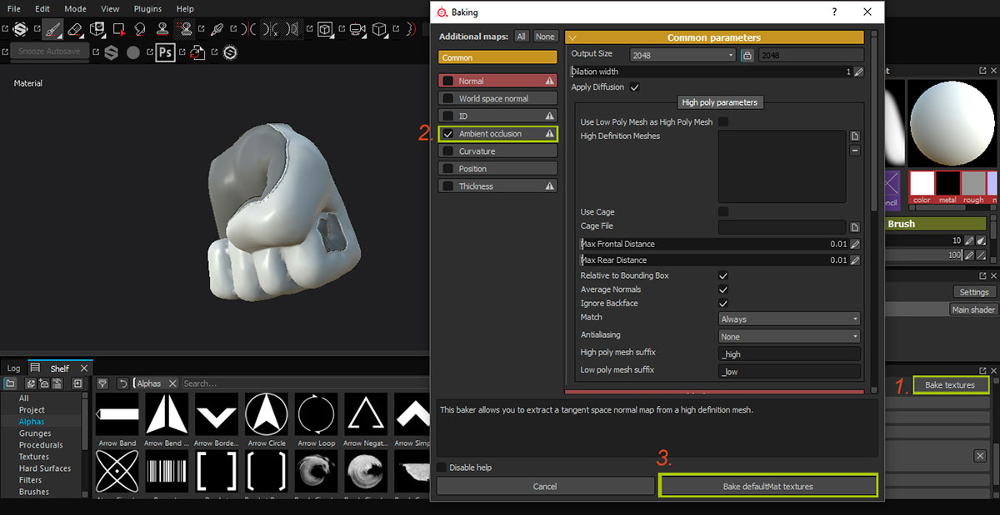 File Edit Mode View Plugins Help
Snooze Autosave
Ps
Material
Baking ?
Additional maps: All None
Common
Normal
World space normal
ID
2. Ambient occlusion
Curvature
Position
Thickness
Common parameters
Output Size 2048 2048
Dilation width 1
Apply Diffusion
High poly parameters
Use Low Poly Mesh as High Poly Mesh
High Definition Meshes
Use Cage
Cage File
Max Frontal Distance 0.01
Max Rear Distance 0.01
Relative to Bounding Box
Average Normals
Ignore Backface
Match Always
Antialiasing None
High poly mesh suffix _high
Low poly mesh suffix _low
This baker allows you to extract a tangent space normal map from a high definition mesh.
Disable help
3.
Cancel Bake defaultMat textures
color metal rough
Brush
10
100
Settings
Main shader
1. Bake textures
Log Shelf
Alphas Search...
All
Project
Alphas
Grunges
Procedurals
Textures
Hard Surfaces
Filters
Brushes
Arrow Band Arrow Bend ... Arrow Borde... Arrow Circle Arrow Loop Arrow Negat... Arrow Simp